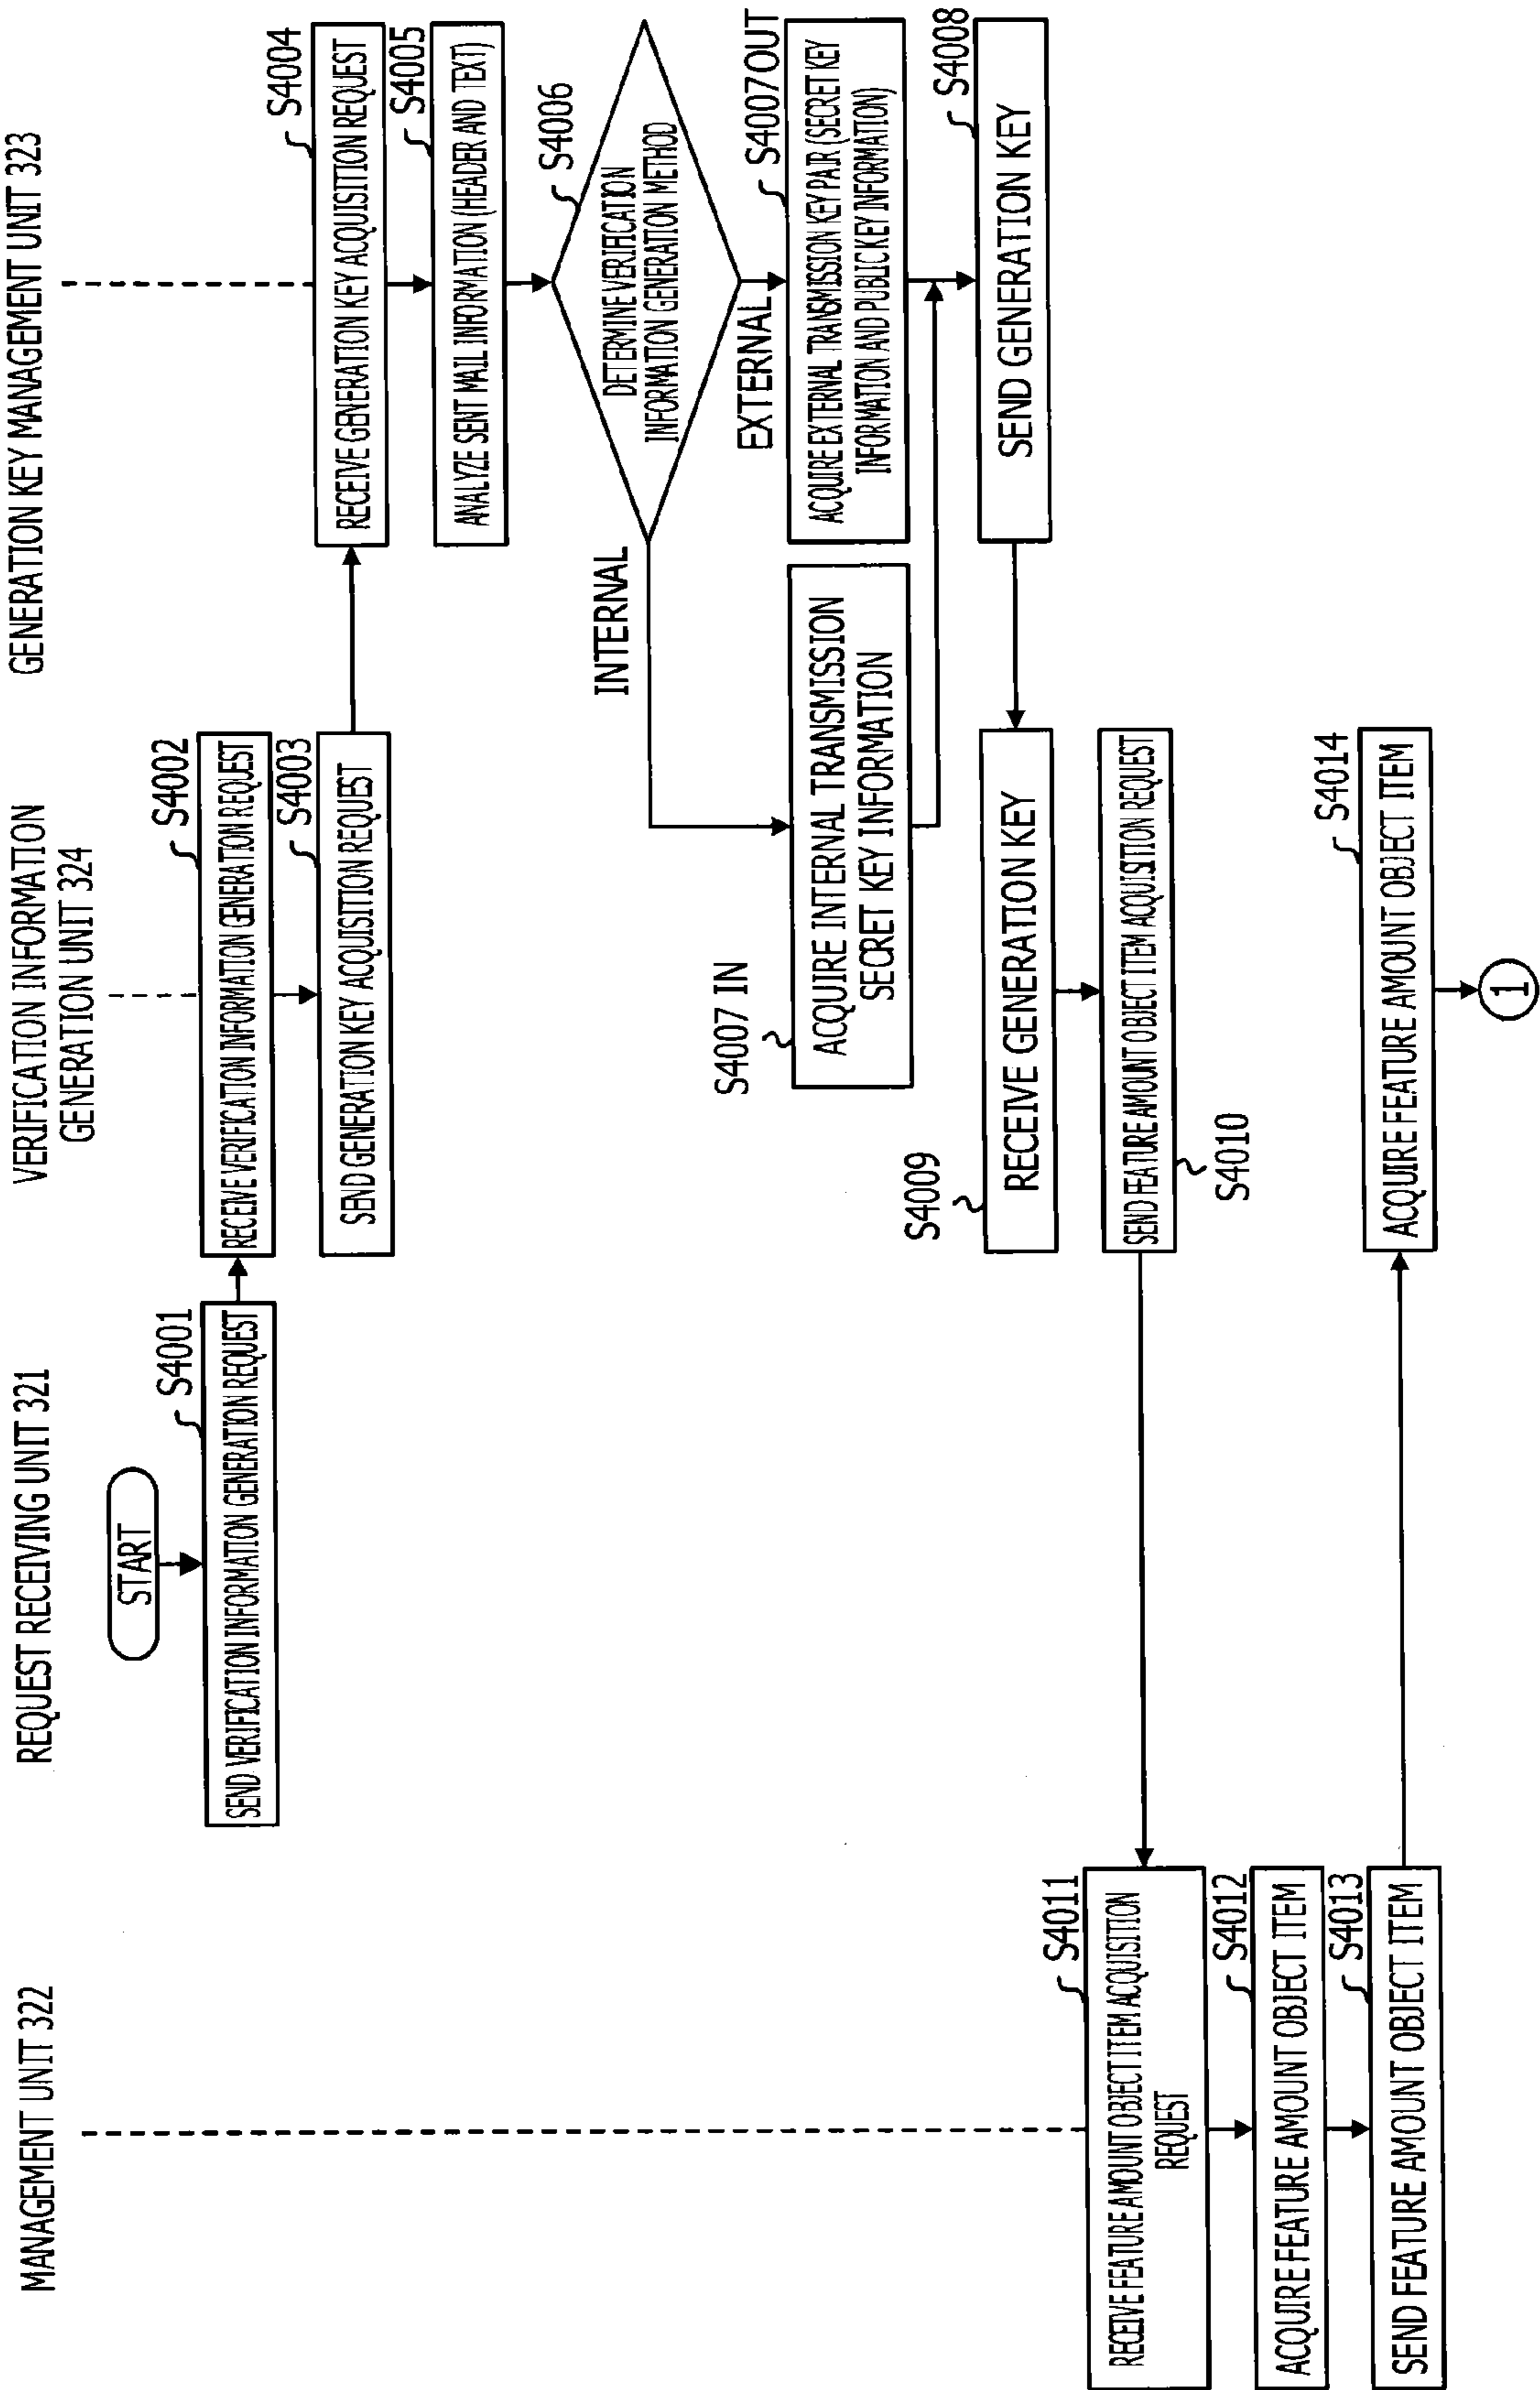 MANAGEMENT UNIT 322
REQUEST RECEIVING UNIT 321
VERIFICATION INFORMATION
GENERATION UNIT 324
GENERATION KEY MANAGEMENT UNIT 323
START
S4001
SEND VERIFICATION INFORMATION GENERATION REQUEST
S4002
RECEIVE VERIFICATION INFORMATION GENERATION REQUEST
S4003
SEND GENERATION KEY ACQUISITION REQUEST
S4004
RECEIVE GENERATION KEY ACQUISITION REQUEST
S4005
ANALYZE SENT MAIL INFORMATION (HEADER AND TEXT)
S4006
DETERMINE VERIFICATION
INFORMATION GENERATION METHOD
INTERNAL
EXTERNAL
S4007 IN
ACQUIRE INTERNAL TRANSMISSION
SECRET KEY INFORMATION
S4007OUT
ACQUIRE EXTERNAL TRANSMISSION KEY PAIR (SECRET KEY
INFORMATION AND PUBLIC KEY INFORMATION)
S4008
SEND GENERATION KEY
S4009
RECEIVE GENERATION KEY
SEND FEATURE AMOUNT OBJECT ITEM ACQUISITION REQUEST
S4010
S4011
RECEIVE FEATURE AMOUNT OBJECT ITEM ACQUISITION
REQUEST
S4012
ACQUIRE FEATURE AMOUNT OBJECT ITEM
S4013
SEND FEATURE AMOUNT OBJECT ITEM
S4014
ACQUIRE FEATURE AMOUNT OBJECT ITEM
1